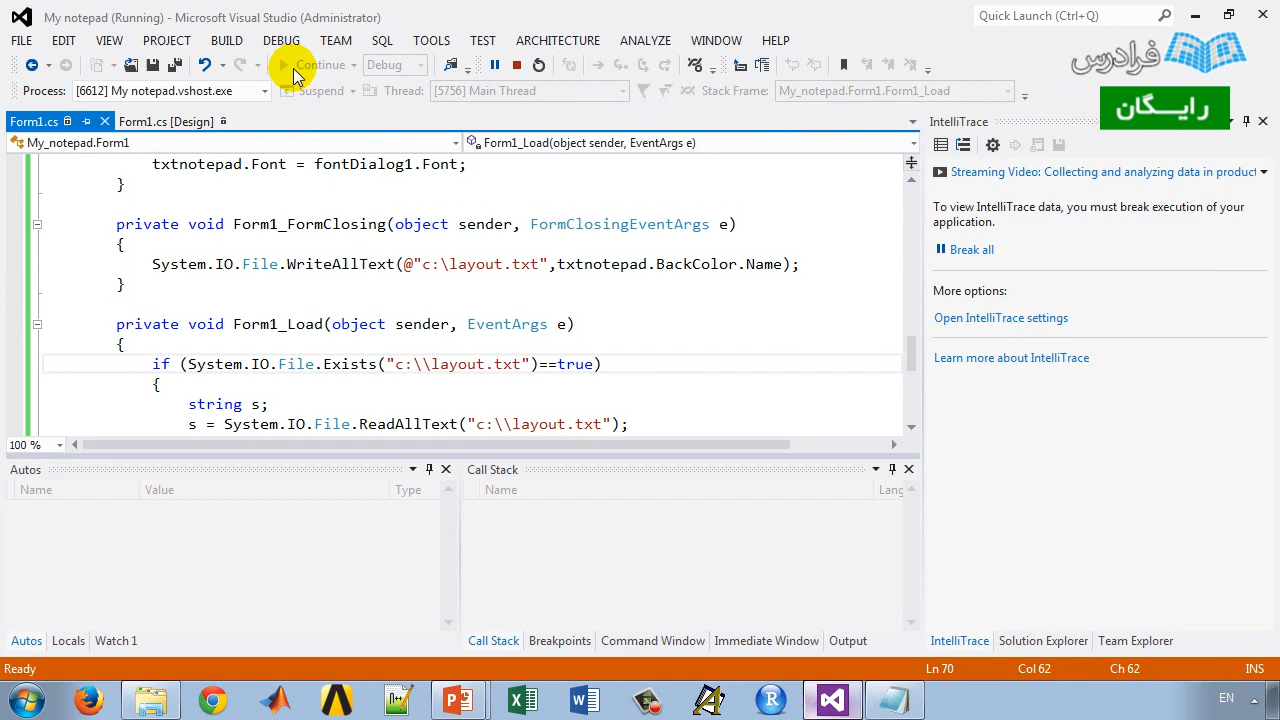 My notepad (Running) - Microsoft Visual Studio (Administrator)
Quick Launch (Ctrl+Q)
FILE EDIT VIEW PROJECT BUILD DEBUG TEAM SQL TOOLS TEST ARCHITECTURE ANALYZE WINDOW HELP
فرادرس
Continue Debug
Process: [6612] My notepad.vshost.exe Suspend Thread: [5756] Main Thread Stack Frame: My_notepad.Form1.Form1_Load
رایـــگان
Form1.cs Form1.cs [Design]
IntelliTrace
My_notepad.Form1 Form1_Load(object sender, EventArgs e)
txtnotepad.Font = fontDialog1.Font;
}
private void Form1_FormClosing(object sender, FormClosingEventArgs e)
{
System.IO.File.WriteAllText(@"c:\layout.txt",txtnotepad.BackColor.Name);
}
private void Form1_Load(object sender, EventArgs e)
{
if (System.IO.File.Exists("c:\\layout.txt")==true)
{
string s;
s = System.IO.File.ReadAllText("c:\\layout.txt");
100 %
Streaming Video: Collecting and analyzing data in product
To view IntelliTrace data, you must break execution of your
application.
Break all
More options:
Open IntelliTrace settings
Learn more about IntelliTrace
Autos
Name Value Type
Call Stack
Name Lang
Autos Locals Watch 1
Call Stack Breakpoints Command Window Immediate Window Output
IntelliTrace Solution Explorer Team Explorer
Ready Ln 70 Col 62 Ch 62 INS
EN